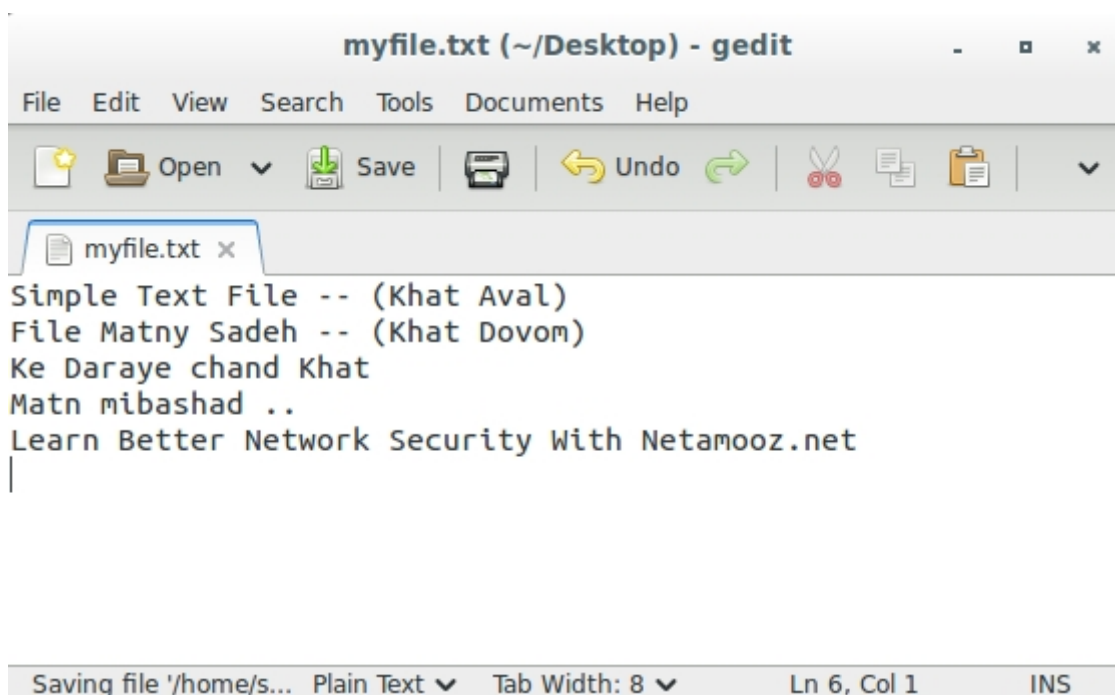 myfile.txt (~/Desktop) - gedit
File Edit View Search Tools Documents Help
Open Save Undo
myfile.txt
Simple Text File -- (Khat Aval)
File Matny Sadeh -- (Khat Dovom)
Ke Daraye chand Khat
Matn mibashad ..
Learn Better Network Security With Netamooz.net
Saving file '/home/s... Plain Text Tab Width: 8 Ln 6, Col 1 INS